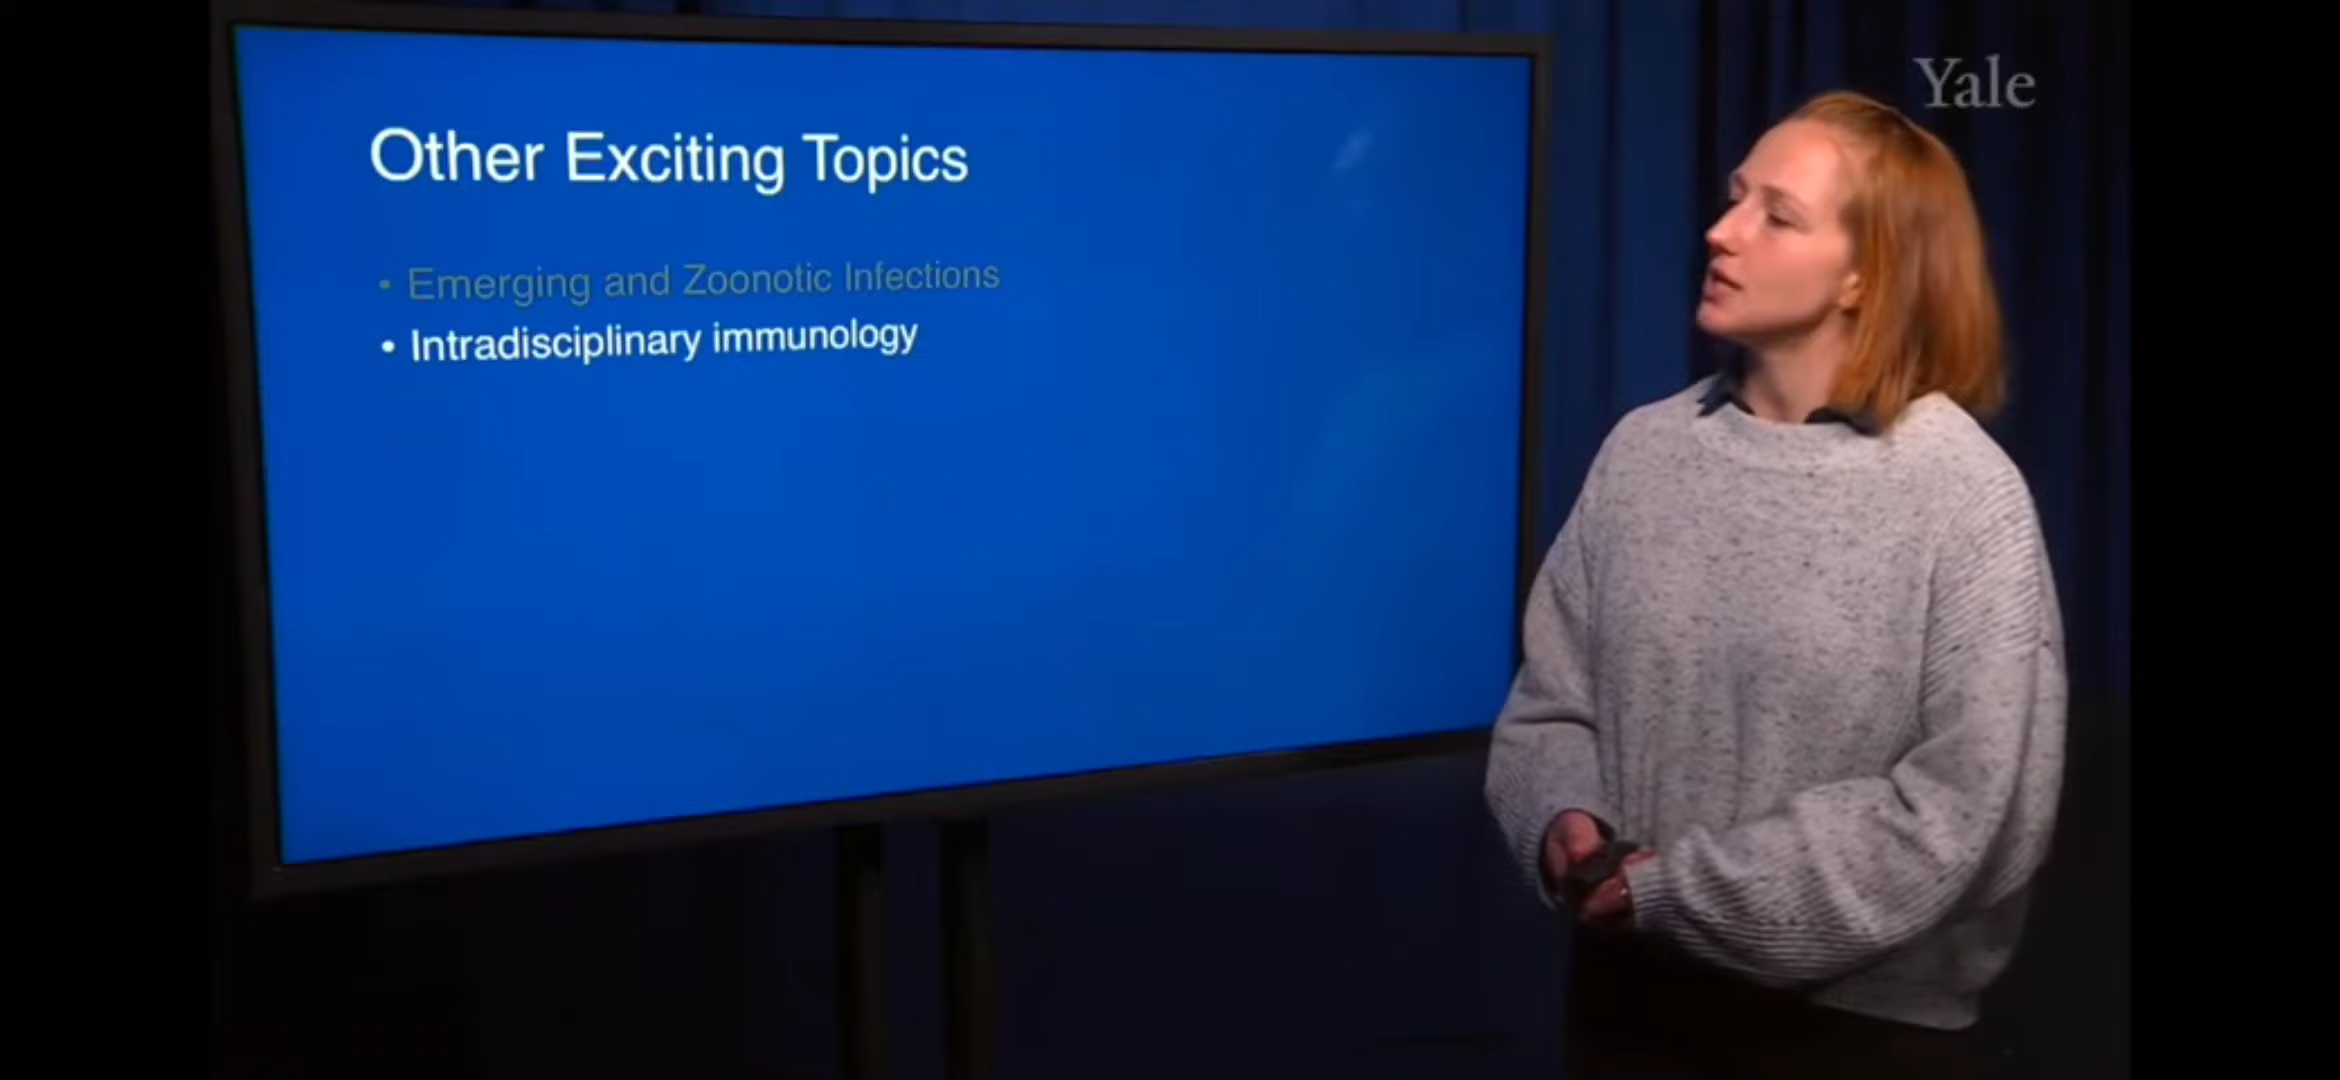 Yale
Other Exciting Topics
• Emerging and Zoonotic Infections
• Intradisciplinary immunology